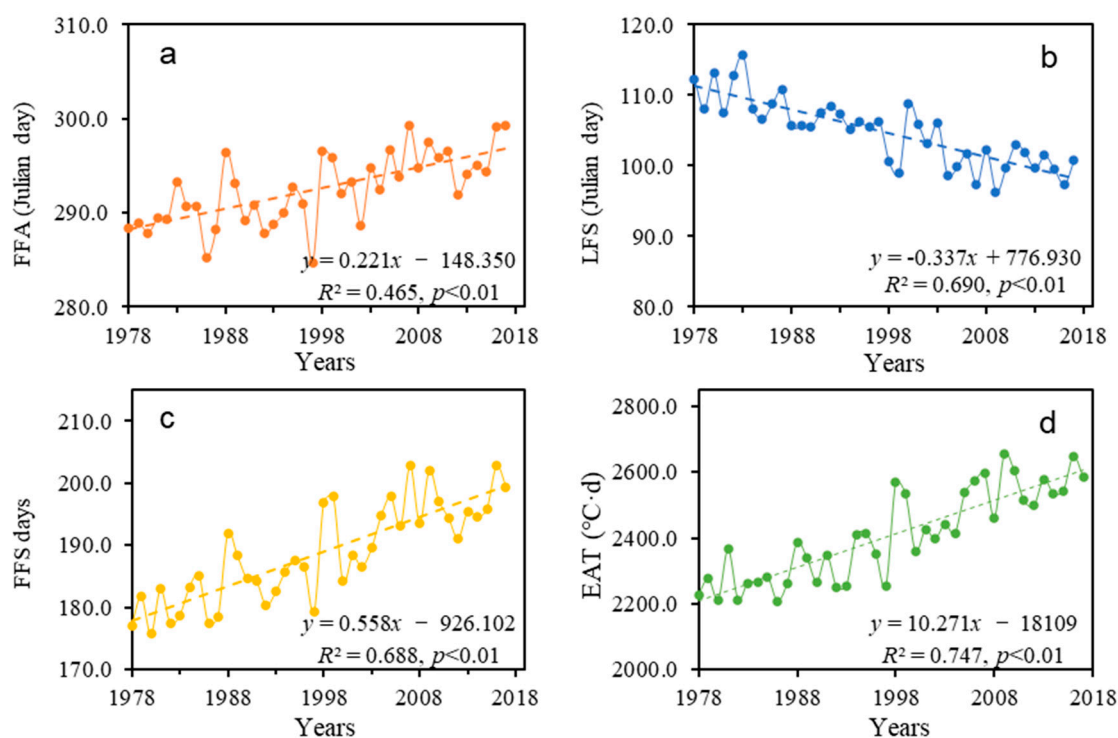 a
FFA (Julian day)
310.0
300.0
290.0
280.0
y = 0.221x − 148.350
R² = 0.465, p<0.01
1978 1988 1998 2008 2018
Years
b
LFS (Julian day)
120.0
110.0
100.0
90.0
80.0
y = -0.337x + 776.930
R² = 0.690, p<0.01
1978 1988 1998 2008 2018
Years
c
FFS days
210.0
200.0
190.0
180.0
170.0
y = 0.558x − 926.102
R² = 0.688, p<0.01
1978 1988 1998 2008 2018
Years
d
EAT (°C·d)
2800.0
2600.0
2400.0
2200.0
2000.0
y = 10.271x − 18109
R² = 0.747, p<0.01
1978 1988 1998 2008 2018
Years